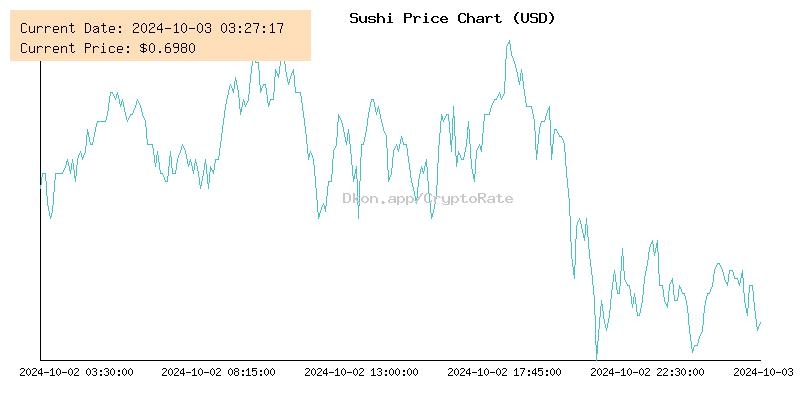 Sushi Price Chart (USD)
Current Date: 2024-10-03 03:27:17
Current Price: $0.6980
Dkon.app/CryptoRate
2024-10-02 03:30:00
2024-10-02 08:15:00
2024-10-02 13:00:00
2024-10-02 17:45:00
2024-10-02 22:30:00
2024-10-03